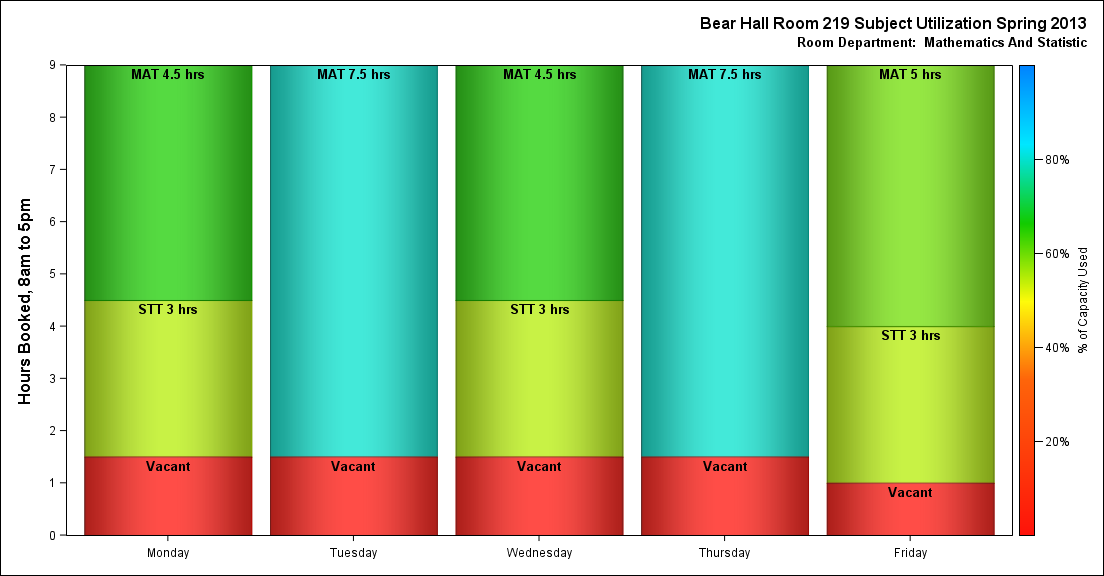 Bear Hall Room 219 Subject Utilization Spring 2013
Room Department:  Mathematics And Statistic
Hours Booked, 8am to 5pm
9
8
7
6
5
4
3
2
1
0
MAT 4.5 hrs
STT 3 hrs
Vacant
Monday
MAT 7.5 hrs
Vacant
Tuesday
MAT 4.5 hrs
STT 3 hrs
Vacant
Wednesday
MAT 7.5 hrs
Vacant
Thursday
MAT 5 hrs
STT 3 hrs
Vacant
Friday
80%
60%
40%
20%
% of Capacity Used